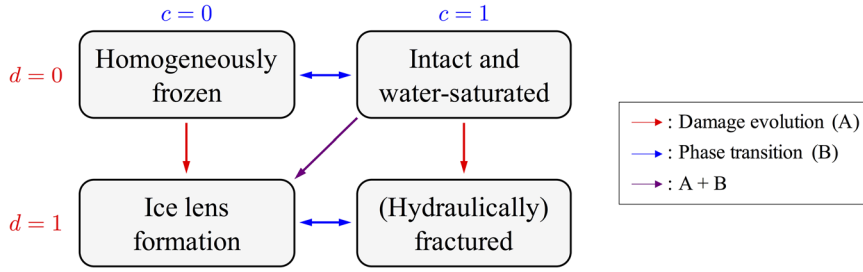 c = 0
c = 1
d = 0
Homogeneously
frozen
Intact and
water-saturated
d = 1
Ice lens
formation
(Hydraulically)
fractured
: Damage evolution (A)
: Phase transition (B)
: A + B